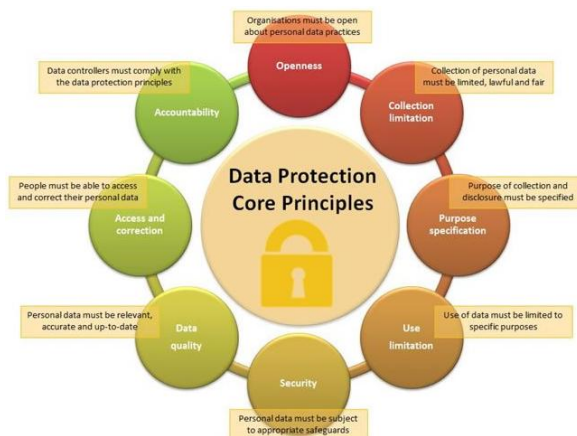 Organisations must be open
about personal data practices
Openness
Collection of personal data
must be limited, lawful and fair
Collection
limitation
Purpose of collection and
disclosure must be specified
Purpose
specification
Use of data must be limited to
specific purposes
Use
limitation
Security
Personal data must be subject
to appropriate safeguards
Personal data must be relevant,
accurate and up-to-date
Data
quality
People must be able to access
and correct their personal data
Access and
correction
Data controllers must comply with
the data protection principles
Accountability
Data Protection
Core Principles